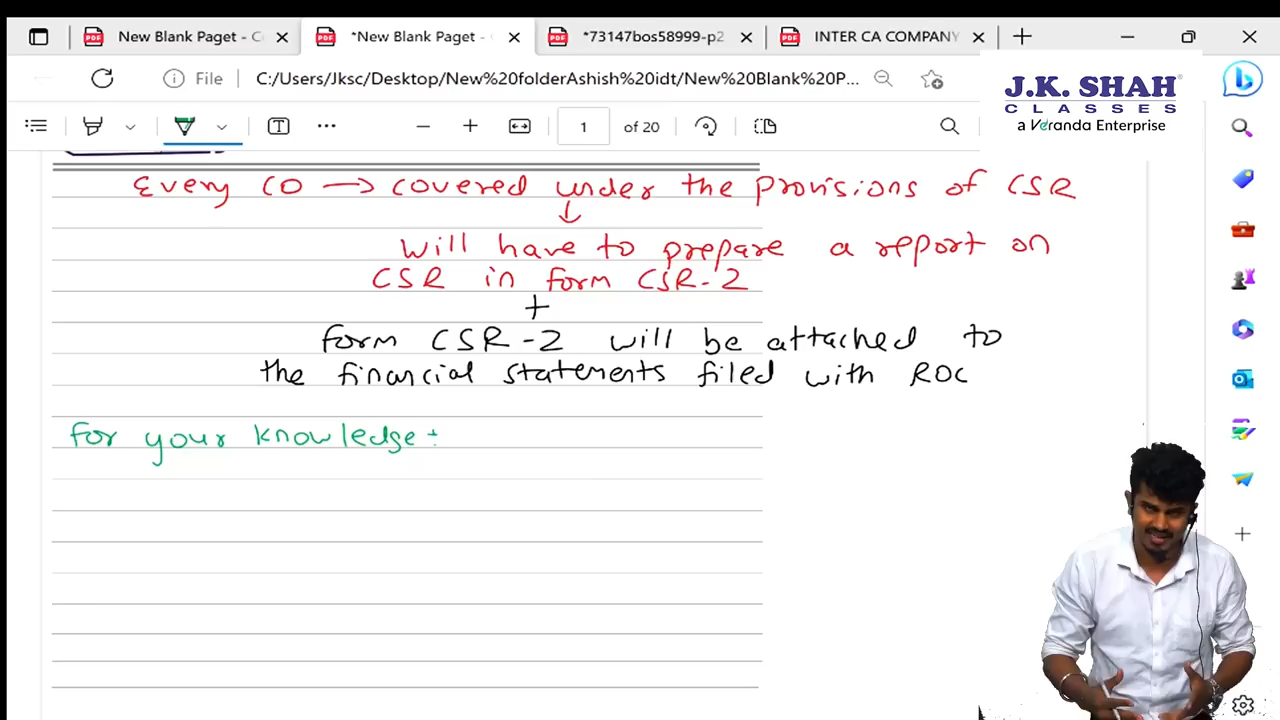 New Blank Paget - C
*New Blank Paget -
*73147bos58999-p2
INTER CA COMPANY
File
C:/Users/Jksc/Desktop/New%20folderAshish%20idt/New%20Blank%20P...
J.K. SHAH
CLASSES
a Veranda Enterprise
1 of 20
Every CO → covered under the provisions of CSR
↓
will have to prepare a report on
CSR in form CSR-2
+
form CSR-2 will be attached to
the financial statements filed with ROC
for your knowledge :